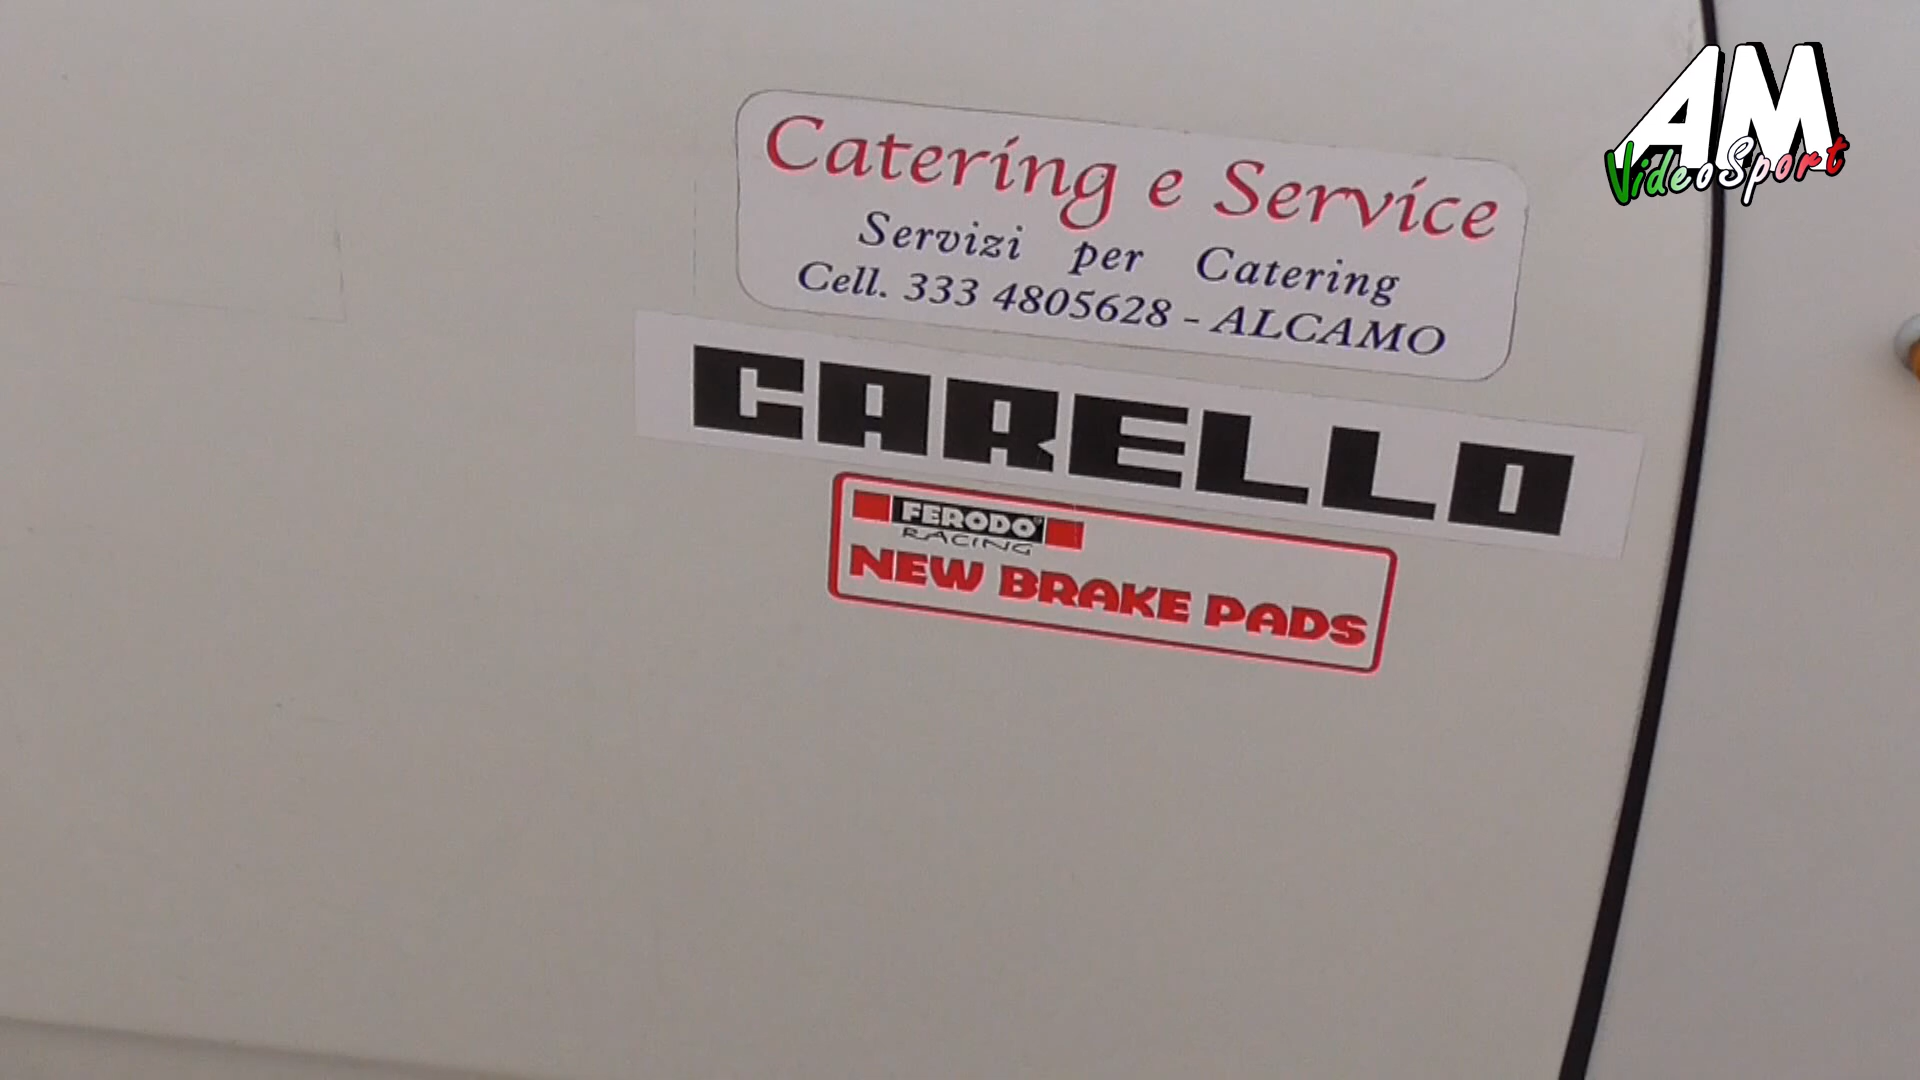 AM
VideoSport
Catering e Service
Servizi per Catering
Cell. 333 4805628 - ALCAMO
CARELLO
FERODO®
RACING
NEW BRAKE PADS